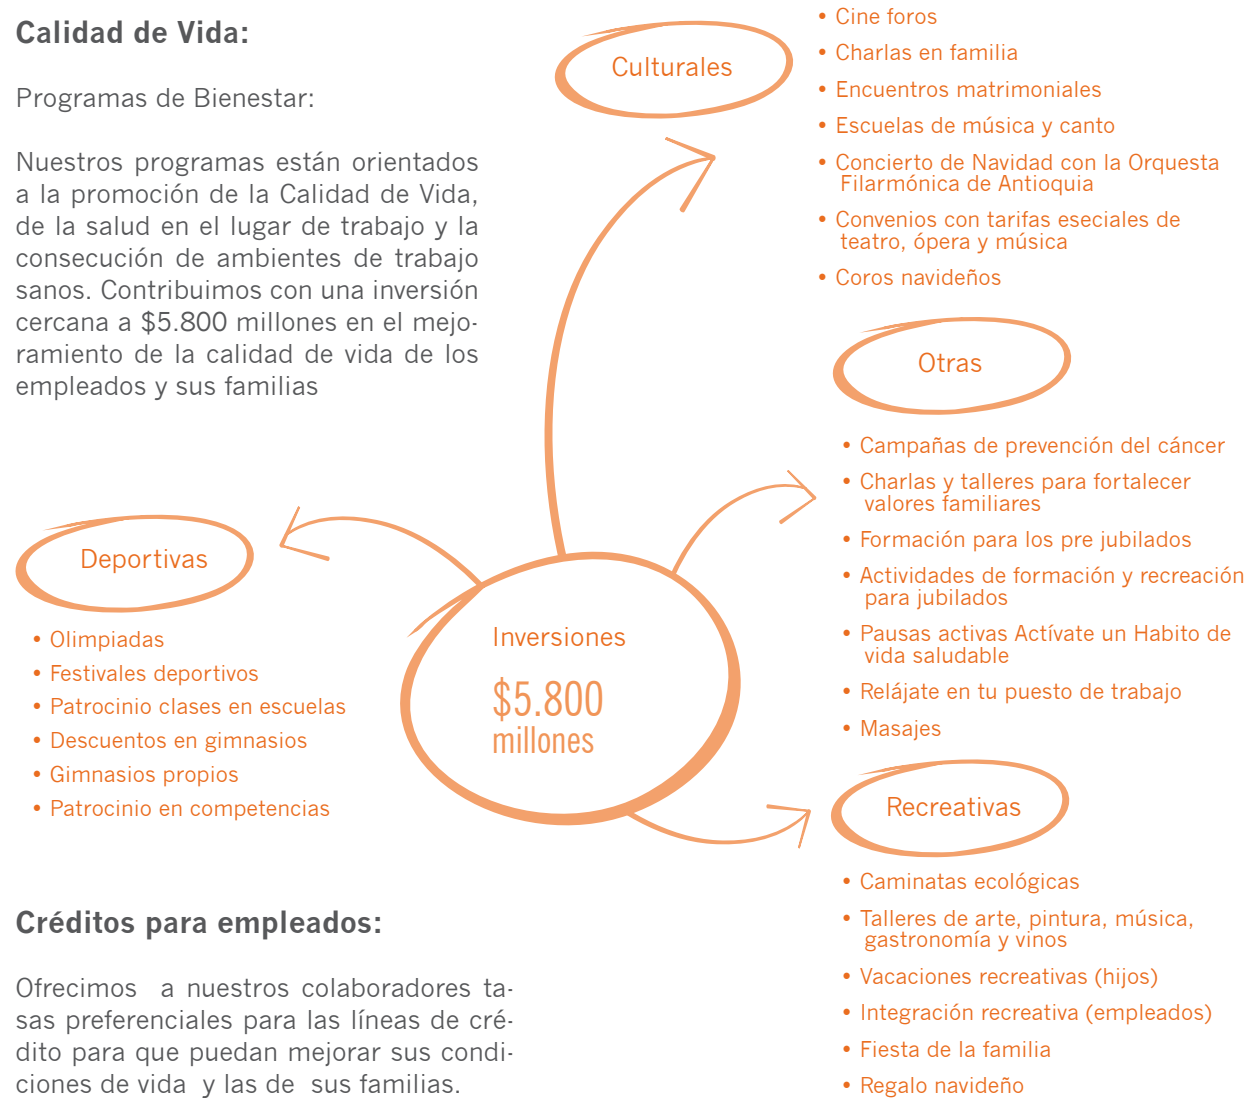 Calidad de Vida:
Programas de Bienestar:
Nuestros programas están orientados
a la promoción de la Calidad de Vida,
de la salud en el lugar de trabajo y la
consecución de ambientes de trabajo
sanos. Contribuimos con una inversión
cercana a $5.800 millones en el mejo-
ramiento de la calidad de vida de los
empleados y sus familias
Culturales
• Cine foros
• Charlas en familia
• Encuentros matrimoniales
• Escuelas de música y canto
• Concierto de Navidad con la Orquesta
Filarmónica de Antioquia
• Convenios con tarifas eseciales de
teatro, ópera y música
• Coros navideños
Otras
• Campañas de prevención del cáncer
• Charlas y talleres para fortalecer
valores familiares
• Formación para los pre jubilados
• Actividades de formación y recreación
para jubilados
• Pausas activas Actívate un Habito de
vida saludable
• Relájate en tu puesto de trabajo
• Masajes
Deportivas
• Olimpiadas
• Festivales deportivos
• Patrocinio clases en escuelas
• Descuentos en gimnasios
• Gimnasios propios
• Patrocinio en competencias
Inversiones
$5.800
millones
Recreativas
• Caminatas ecológicas
• Talleres de arte, pintura, música,
gastronomía y vinos
• Vacaciones recreativas (hijos)
• Integración recreativa (empleados)
• Fiesta de la familia
• Regalo navideño
Créditos para empleados:
Ofrecimos a nuestros colaboradores ta-
sas preferenciales para las líneas de cré-
dito para que puedan mejorar sus condi-
ciones de vida y las de sus familias.